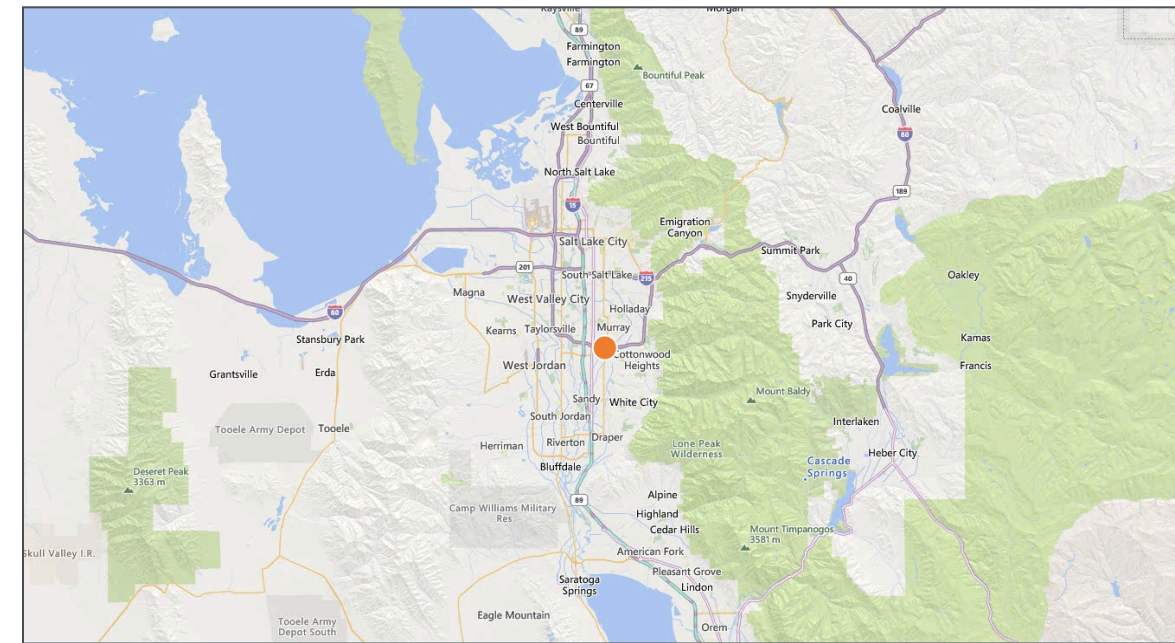 Kaysville
Morgan
89
Farmington
Farmington
Bountiful Peak
67
Centerville
Coalville
West Bountiful
80
Bountiful
North Salt Lake
189
15
Emigration
Canyon
Salt Lake City
Summit Park
201
South Salt Lake
215
40
Oakley
Magna
West Valley City
Snyderville
Holladay
80
Park City
Kearns
Taylorsville
Murray
Stansbury Park
Kamas
Cottonwood
Heights
West Jordan
Francis
Grantsville
Erda
Mount Baldy
Sandy
White City
South Jordan
Interlaken
Tooele Army Depot
Tooele
Herriman
Riverton
Draper
Lone Peak
Wilderness
Heber City
Bluffdale
Cascade
Springs
Deseret Peak
3363 m
89
Alpine
Camp Williams Military
Res
Highland
Cedar Hills
Mount Timpanogos
3581 m
Skull Valley I.R.
American Fork
Pleasant Grove
Saratoga
Springs
Lindon
Eagle Mountain
Tooele Army
Depot South
Orem